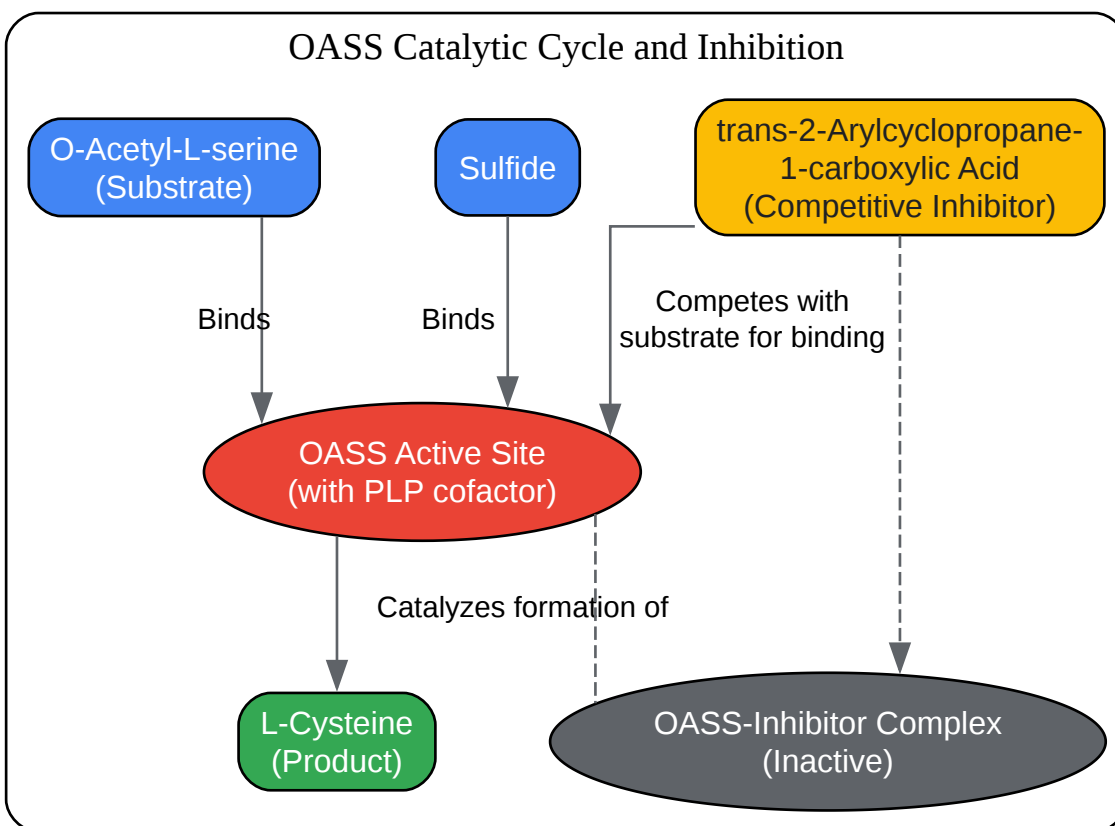 OASS Catalytic Cycle and Inhibition
O-Acetyl-L-serine
(Substrate)
Sulfide
trans-2-Arylcyclopropane-
1-carboxylic Acid
(Competitive Inhibitor)
Binds
Binds
Competes with
substrate for binding
OASS Active Site
(with PLP cofactor)
Catalyzes formation of
L-Cysteine
(Product)
OASS-Inhibitor Complex
(Inactive)